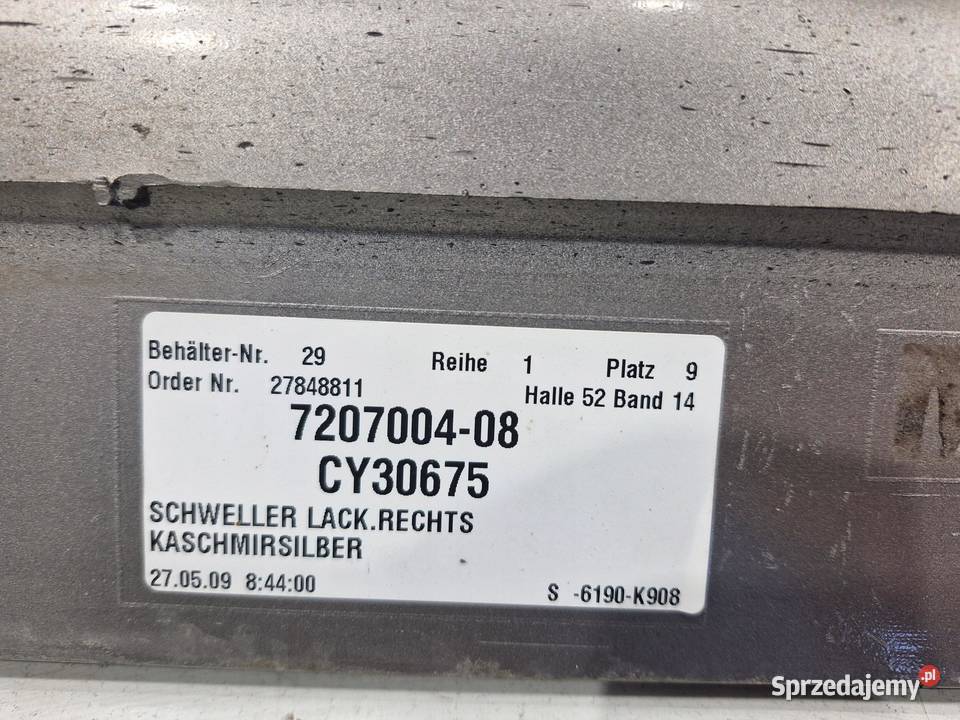 Behälter-Nr. 29 Reihe 1 Platz 9
Order Nr. 27848811 Halle 52 Band 14
7207004-08
CY30675
SCHWELLER LACK.RECHTS
KASCHMIRSILBER
27.05.09 8:44:00 S -6190-K908
Sprzedajemy.pl